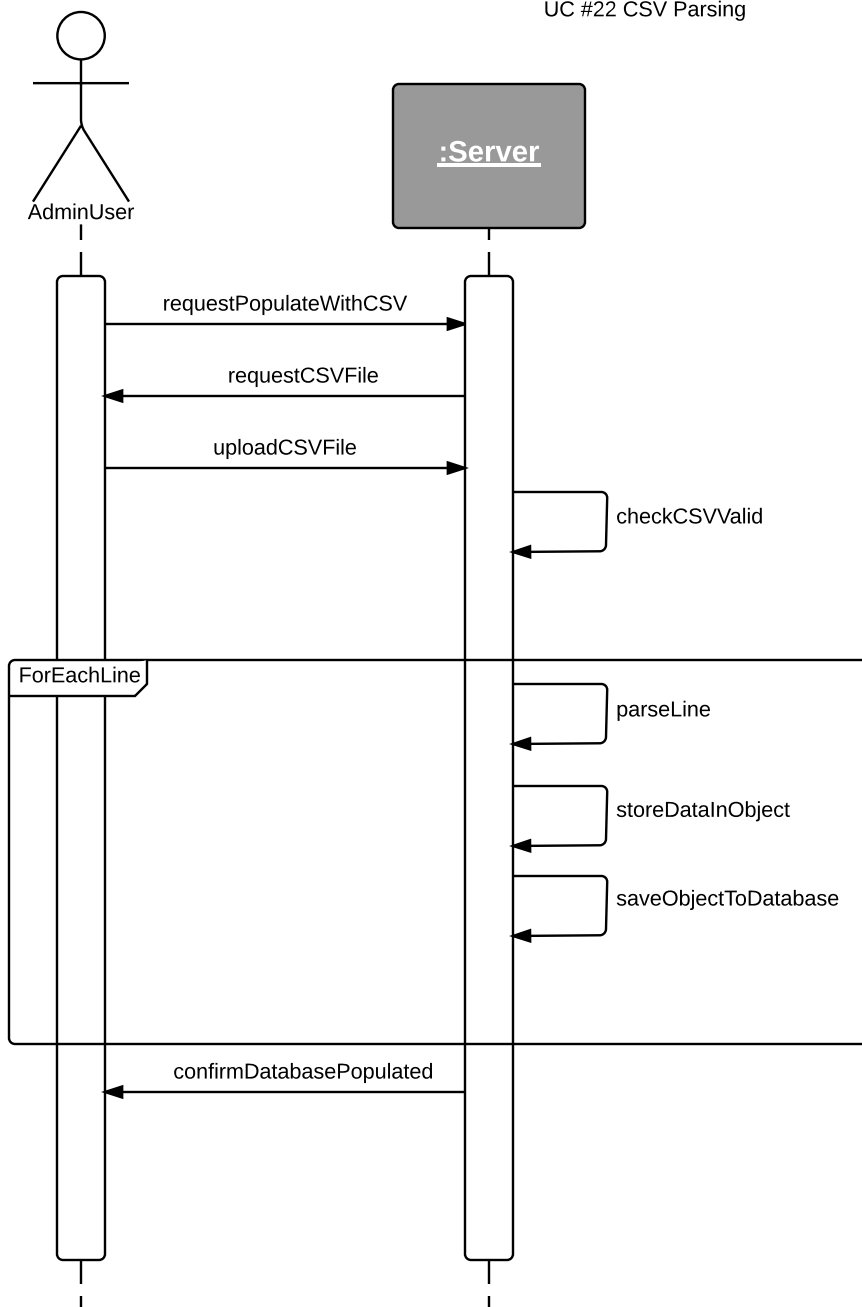 UC #22 CSV Parsing
:Server
AdminUser
requestPopulateWithCSV
requestCSVFile
uploadCSVFile
checkCSVValid
ForEachLine
parseLine
storeDataInObject
saveObjectToDatabase
confirmDatabasePopulated